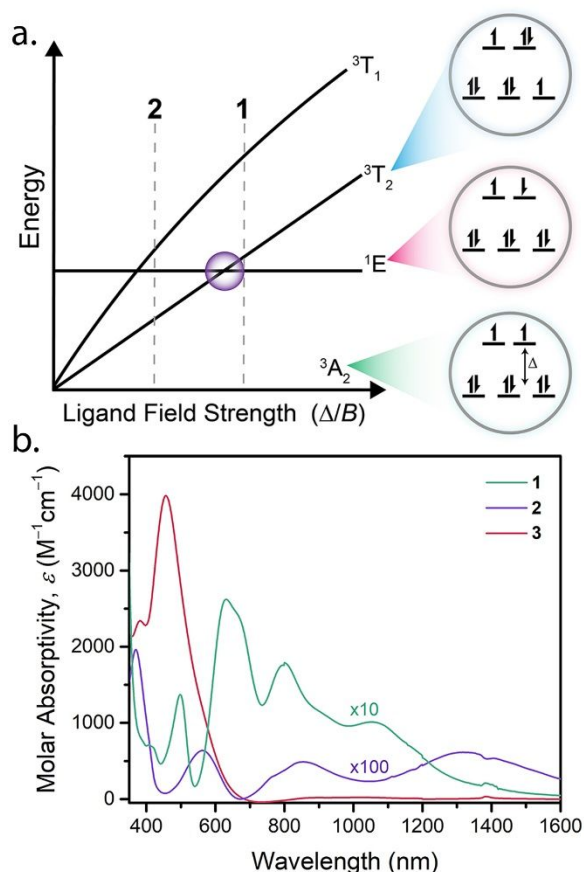 a.
2
1
³T₁
³T₂
¹E
³A₂
Δ
Energy
Ligand Field Strength (Δ/B)
b.
4000
3000
2000
1000
0
Molar Absorptivity, ε (M⁻¹cm⁻¹)
1
2
3
x10
x100
400 600 800 1000 1200 1400 1600
Wavelength (nm)